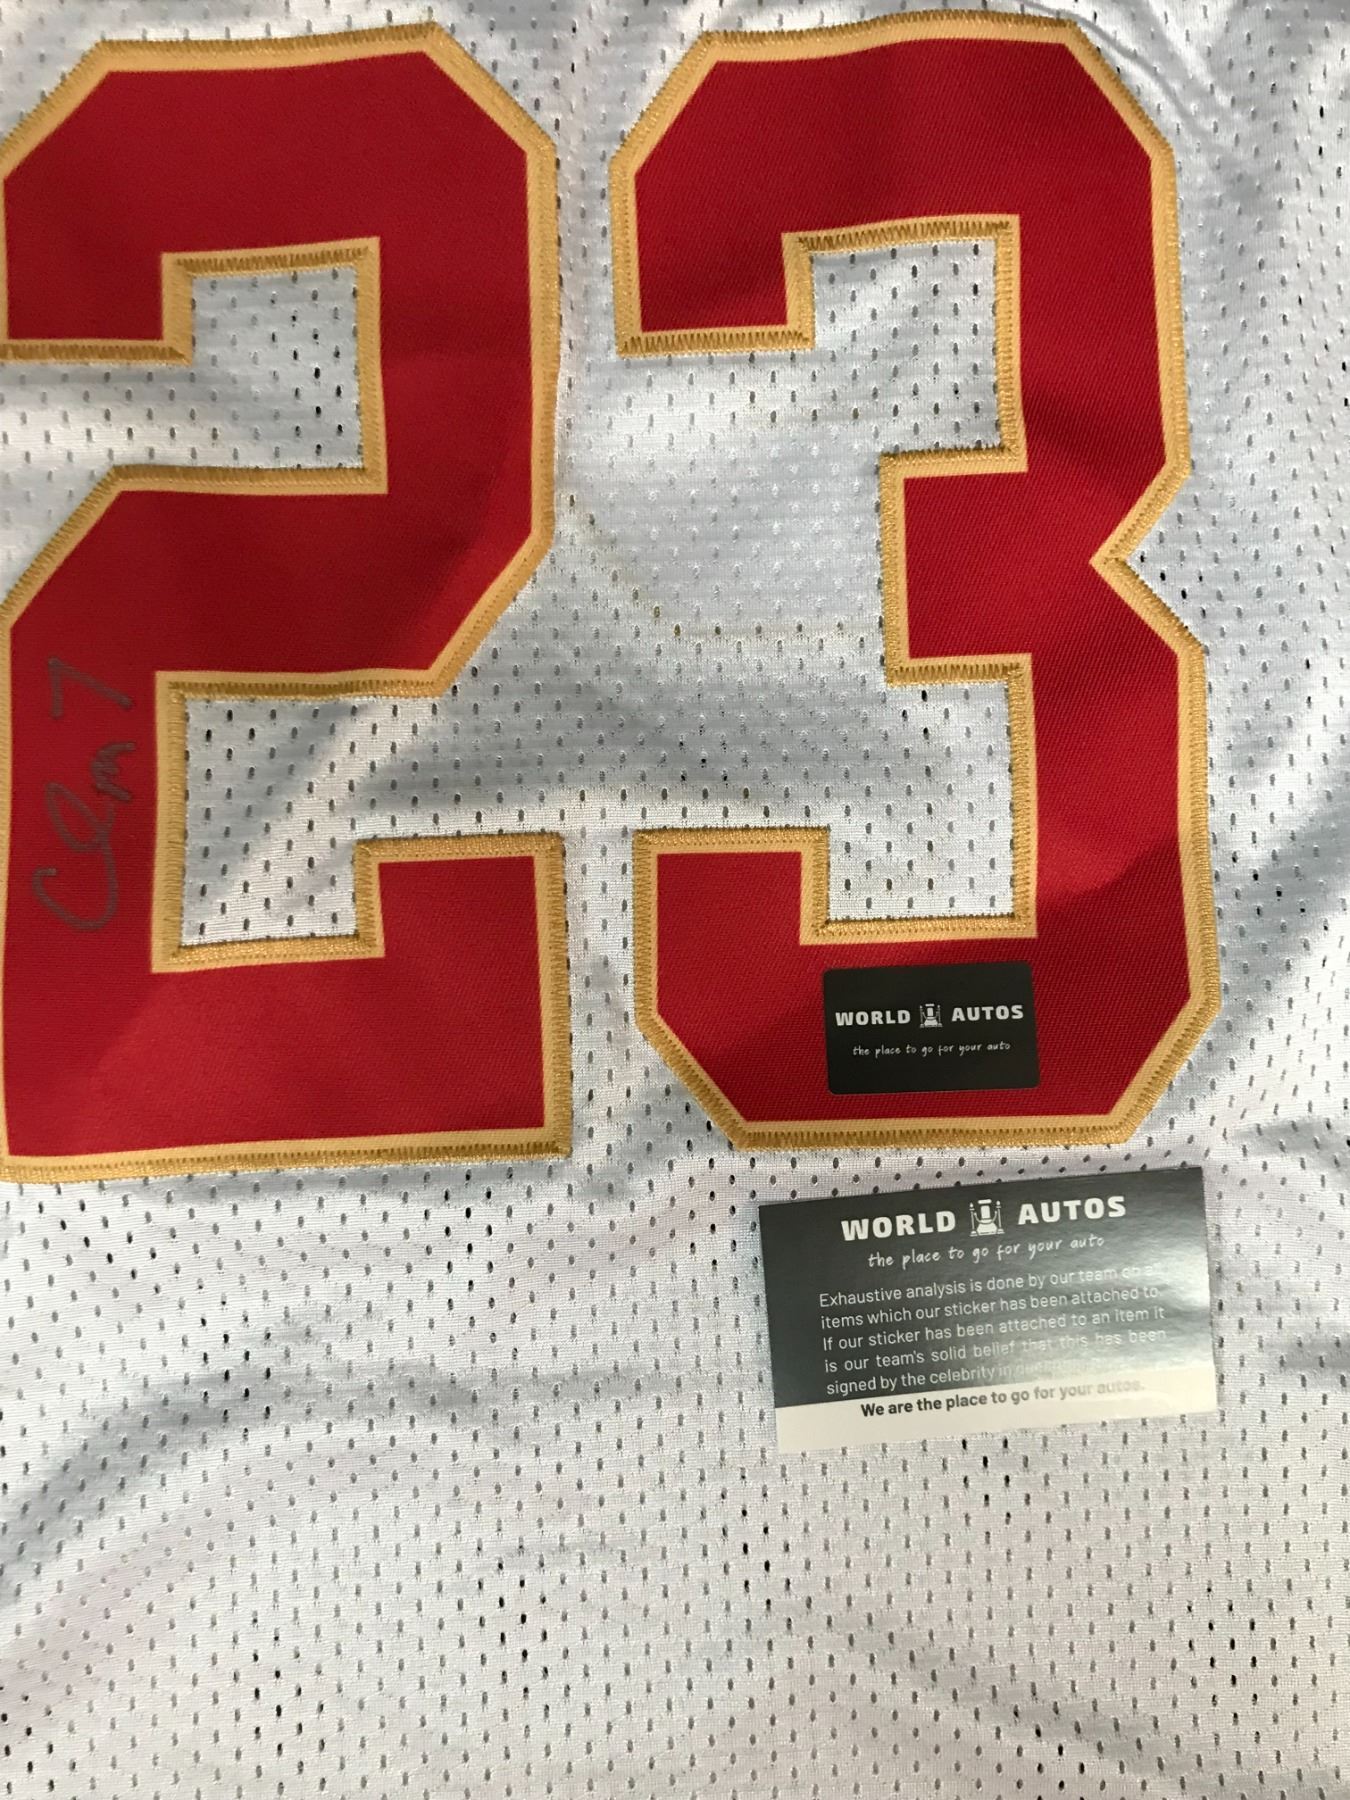 23
WORLD AUTOS
the place to go for your auto
WORLD AUTOS
the place to go for your auto
Exhaustive analysis is done by our team on
items which our sticker has been attached to.
If our sticker has been attached to an item it
is our team's solid belief that this has been
signed by the celebrity in
We are the place to go for your autos.